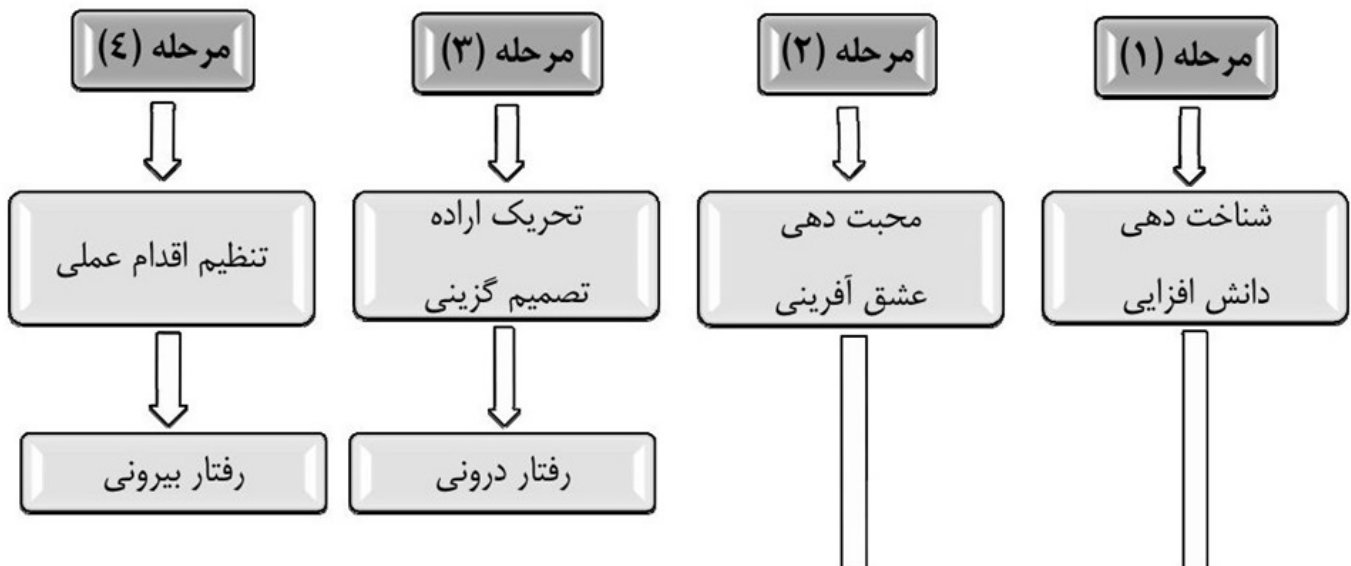 مرحله (۱)
مرحله (۲)
مرحله (۳)
مرحله (٤)
شناخت دهی
دانش افزایی
محبت دهی
عشق آفرینی
تحریک اراده
تصمیم گزینی
تنظیم اقدام عملی
رفتار درونی
رفتار بیرونی